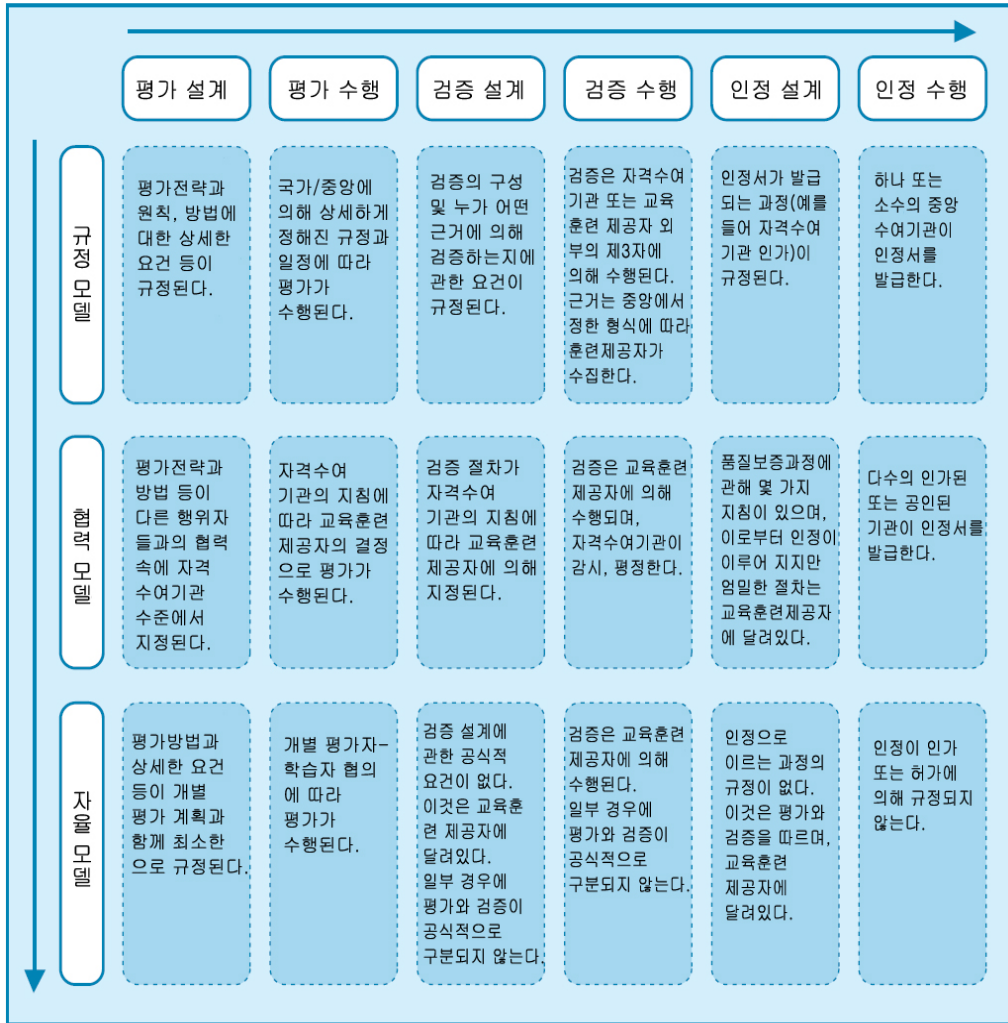 평가 설계
평가 수행
검증 설계
검증 수행
인정 설계
인정 수행
규정 모델
평가전략과
원칙, 방법에
대한 상세한
요건 등이
규정된다.
국가/중앙에
의해 상세하게
정해진 규정과
일정에 따라
평가가
수행된다.
검증의 구성
및 누가 어떤
근거에 의해
검증하는지에
관한 요건이
규정된다.
검증은 자격수여
기관 또는 교육
훈련 제공자 외
부의 제3자에
의해 수행된다.
근거는 중앙에서
정한 형식에 따라
훈련제공자가
수집한다.
인정서가 발급
되는 과정(예를
들어 자격수여
기관 인가)이
규정된다.
하나 또는
소수의 중앙
수여기관이
인정서를
발급한다.
협력 모델
평가전략과
방법 등이
다른 행위자
들과의 협력
속에 자격
수여기관
수준에서
지정된다.
자격수여
기관의 지침에
따라 교육훈련
제공자의 결정
으로 평가가
수행된다.
검증 절차가
자격수여
기관의 지침에
따라 교육훈련
제공자에 의해
지정된다.
검증은 교육훈련
제공자에 의해
수행되며,
자격수여기관이
감시, 평정한다.
품질보증과정에
관해 몇 가지
지침이 있으며,
이로부터 인정이
이루어 지지만
엄밀한 절차는
교육훈련제공자
에 달려있다.
다수의 인가된
또는 공인된
기관이 인정서를
발급한다.
자율 모델
평가방법과
상세한 요건
등이 개별
평가 계획과
함께 최소한
으로 규정된다.
개별 평가자-
학습자 협의
에 따라
평가가
수행된다.
검증 설계에
관한 공식적
요건이 없다.
이것은 교육훈
련 제공자에
달려있다.
일부 경우에
평가와 검증이
공식적으로
구분되지 않는다.
검증은 교육훈련
제공자에 의해
수행된다.
일부 경우에
평가와 검증이
공식적으로
구분되지 않는다.
인정으로
이르는 과정의
규정이 없다.
이것은 평가와
검증을 따르며,
교육훈련
제공자에
달려있다.
인정이 인가
또는 허가에
의해 규정되지
않는다.